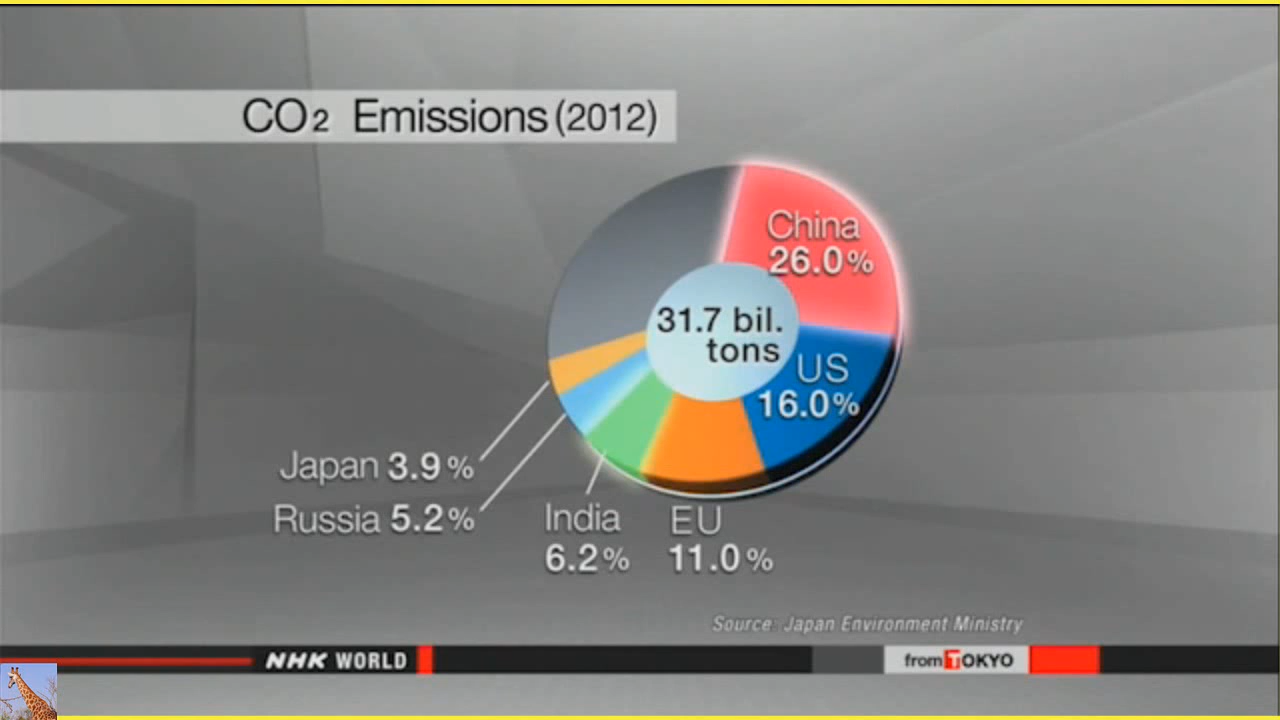 CO2 Emissions (2012)
China
26.0%
31.7 bil.
tons
US
16.0%
Japan 3.9%
Russia 5.2%
India
6.2%
EU
11.0%
Source: Japan Environment Ministry
NHK WORLD
from TOKYO